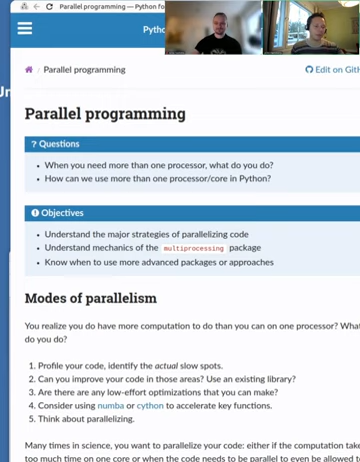 Parallel programming — Python fo
Pytho
Parallel programming
Edit on GitH
Parallel programming
? Questions
• When you need more than one processor, what do you do?
• How can we use more than one processor/core in Python?
Objectives
• Understand the major strategies of parallelizing code
• Understand mechanics of the multiprocessing package
• Know when to use more advanced packages or approaches
Modes of parallelism
You realize you do have more computation to do than you can on one processor? What
do you do?
1. Profile your code, identify the actual slow spots.
2. Can you improve your code in those areas? Use an existing library?
3. Are there are any low-effort optimizations that you can make?
4. Consider using numba or cython to accelerate key functions.
5. Think about parallelizing.
Many times in science, you want to parallelize your code: either if the computation take
too much time on one core or when the code needs to be parallel to even be allowed t